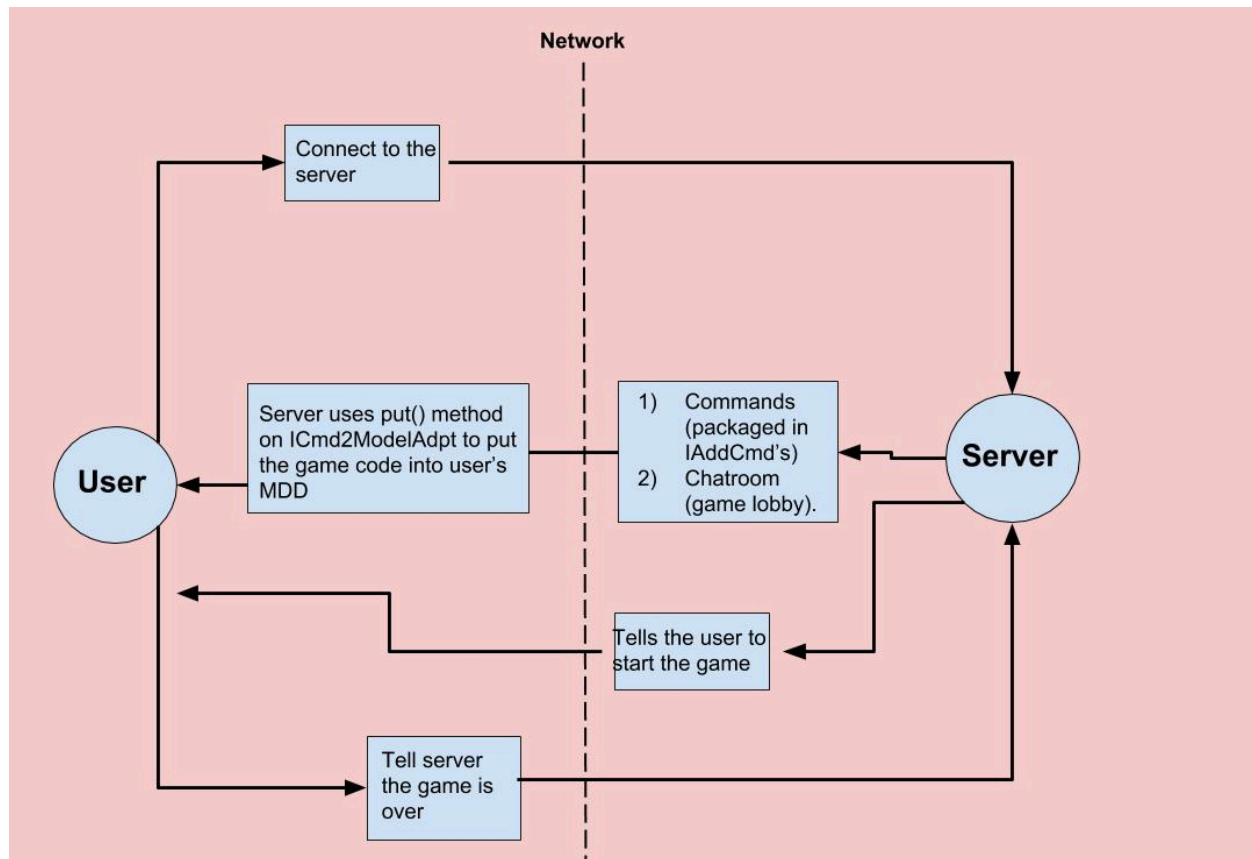 Network
Connect to the
server
Server uses put() method
on ICmd2ModelAdpt to put
the game code into user's
MDD
1) Commands
(packaged in
IAddCmd's)
2) Chatroom
(game lobby).
User
Server
Tells the user to
start the game
Tell server
the game is
over